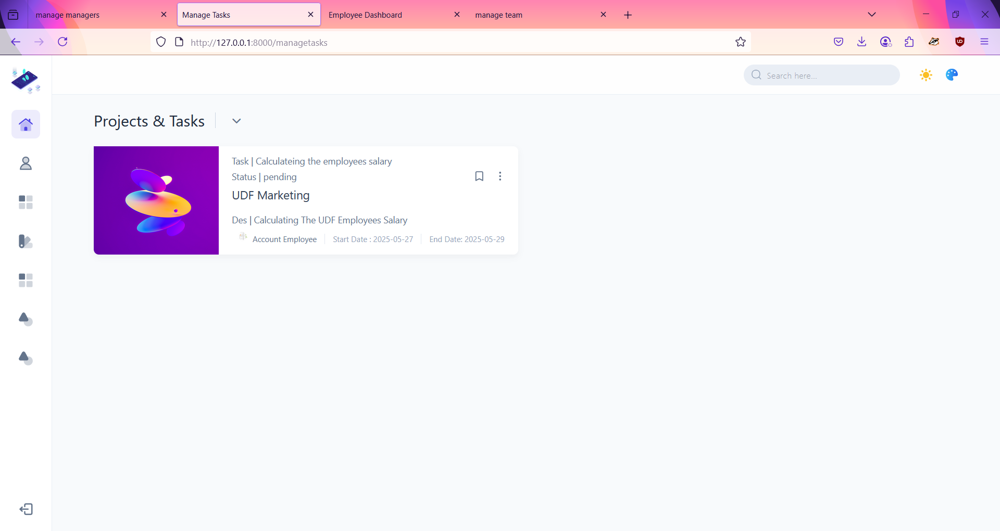 manage managers
Manage Tasks
Employee Dashboard
manage team
http://127.0.0.1:8000/managetasks
Search here...
Projects & Tasks
Task | Calculateing the employees salary
Status | pending
UDF Marketing
Des | Calculating The UDF Employees Salary
Account Employee
Start Date : 2025-05-27
End Date: 2025-05-29